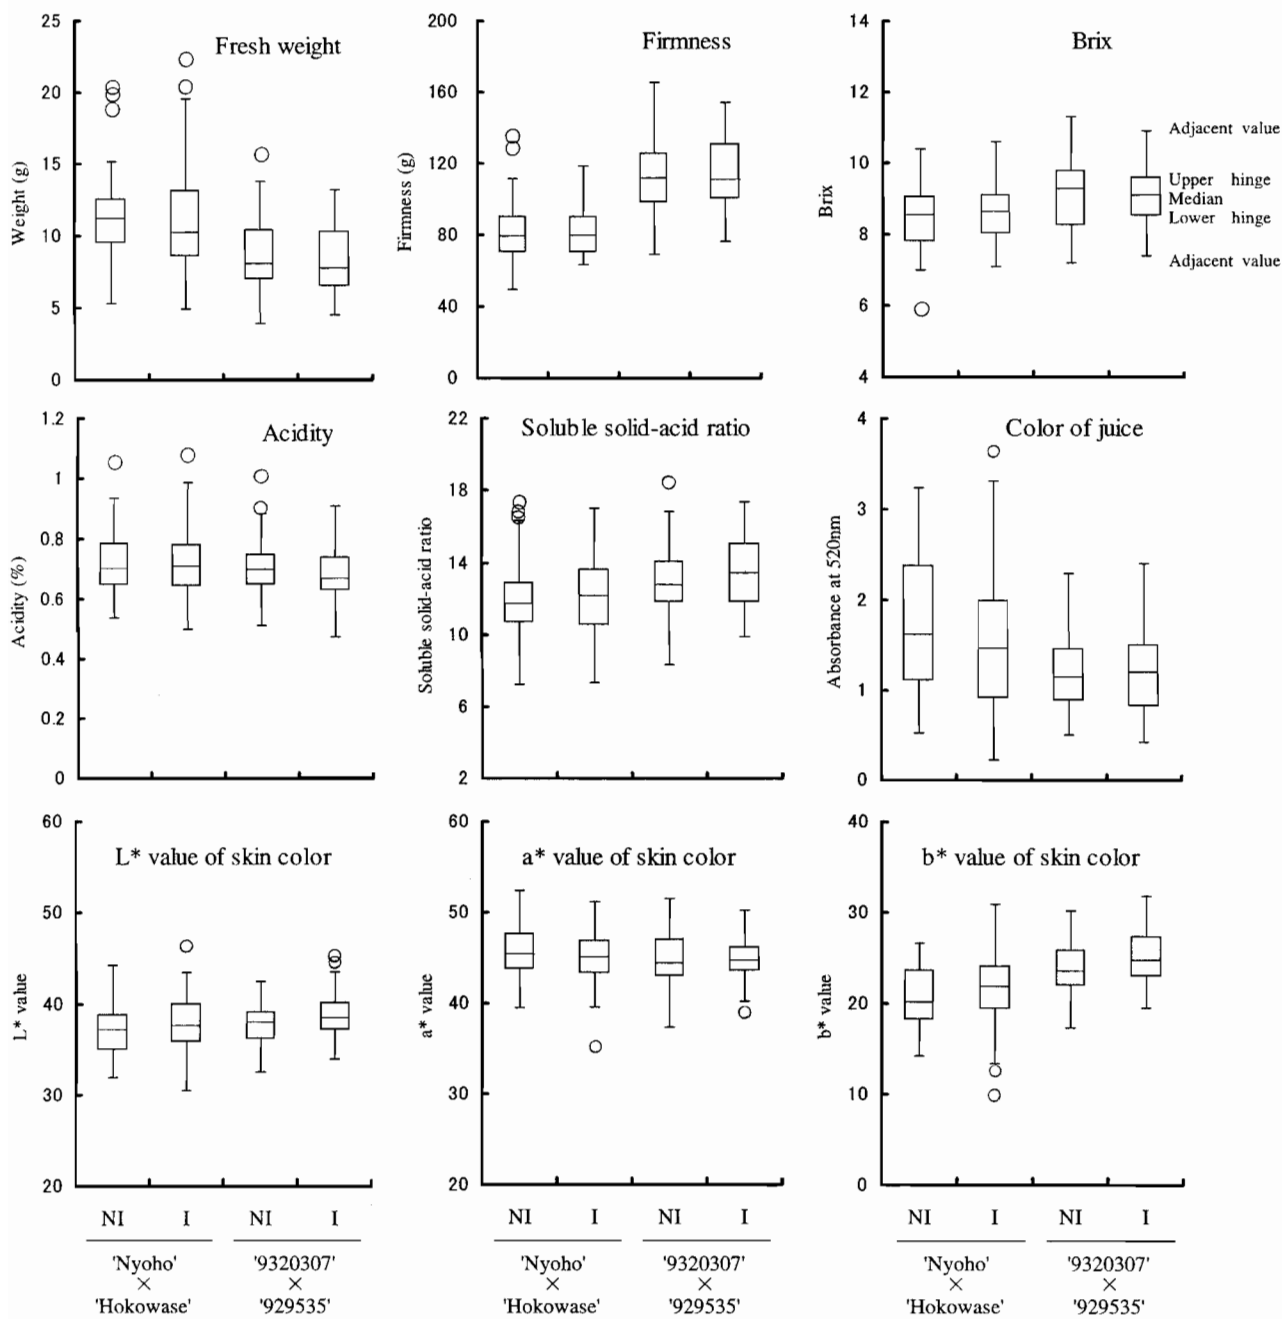 Fresh weight
Weight (g)
25
20
15
10
5
0
Firmness
Firmness (g)
200
160
120
80
40
0
Brix
Brix
14
12
10
8
6
4
Adjacent value
Upper hinge
Median
Lower hinge
Adjacent value
Acidity
Acidity (%)
1.2
1
0.8
0.6
0.4
0.2
0
Soluble solid-acid ratio
Soluble solid-acid ratio
22
18
14
10
6
2
Color of juice
Absorbance at 520nm
4
3
2
1
0
L* value of skin color
L* value
60
50
40
30
20
a* value of skin color
a* value
60
50
40
30
20
b* value of skin color
b* value
40
30
20
10
0
NI I NI I
'Nyoho' '9320307'
× ×
'Hokowase' '929535'
NI I NI I
'Nyoho' '9320307'
× ×
'Hokowase' '929535'
NI I NI I
'Nyoho' '9320307'
× ×
'Hokowase' '929535'